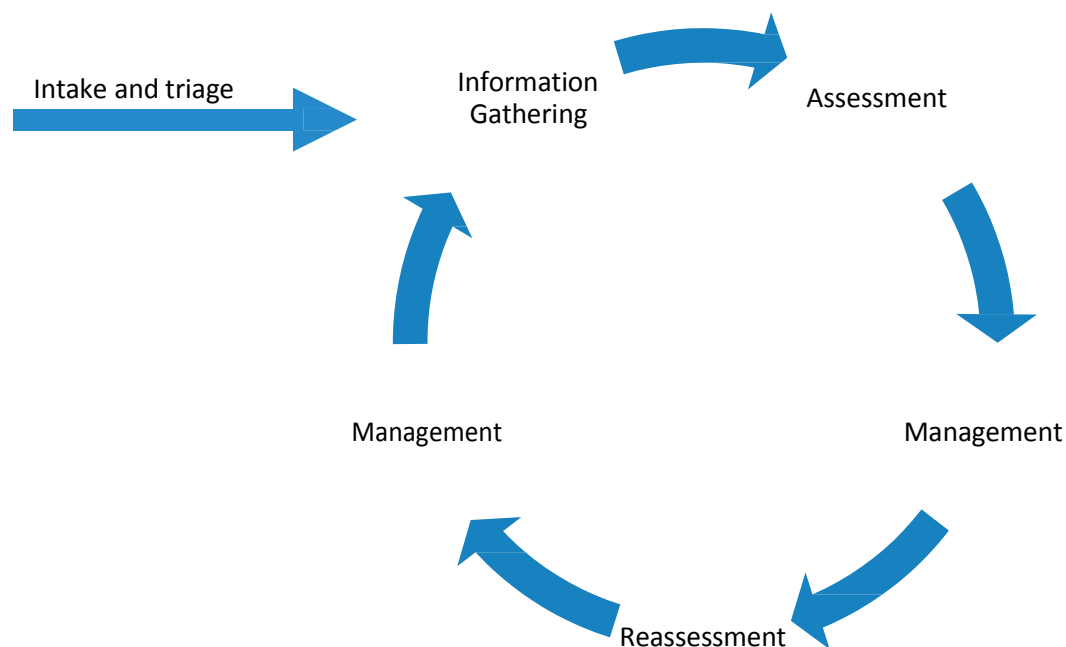 Intake and triage
Information
Gathering
Assessment
Management
Management
Reassessment